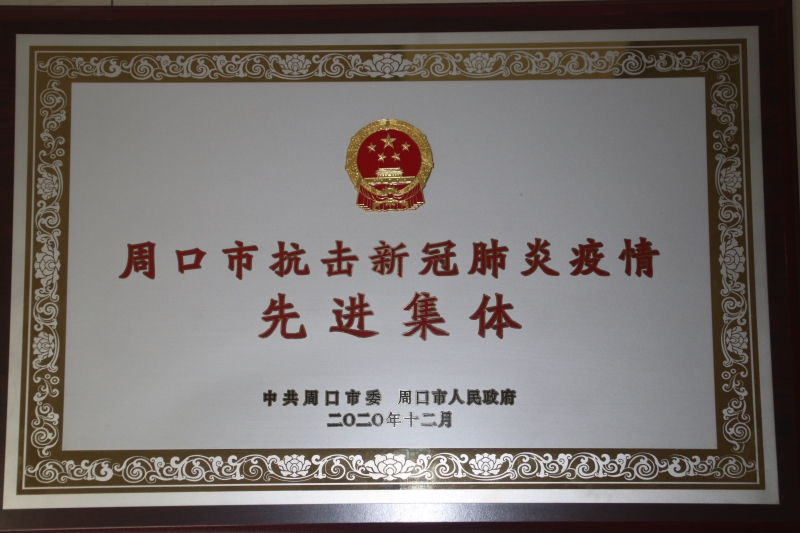 周口市抗击新冠肺炎疫情
先进集体
中共周口市委 周口市人民政府
二〇二〇年十二月